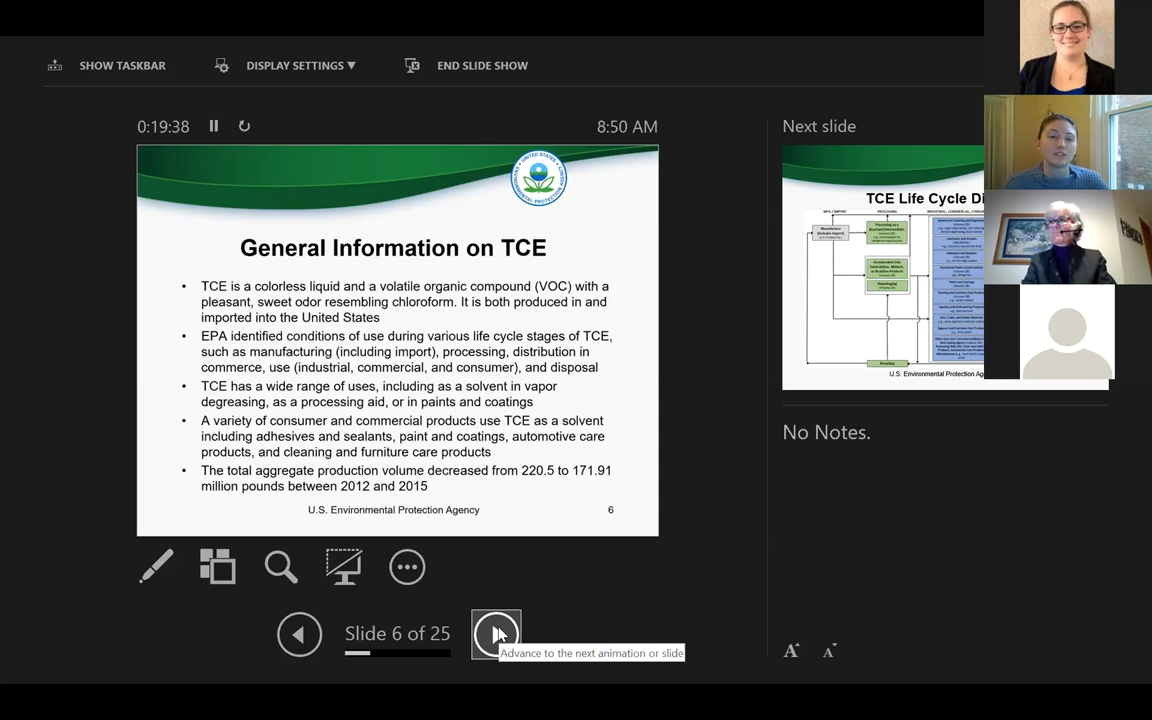 SHOW TASKBAR
DISPLAY SETTINGS ▼
END SLIDE SHOW
0:19:38
8:50 AM
Next slide
UNITED STATES
General Information on TCE
• TCE is a colorless liquid and a volatile organic compound (VOC) with a
pleasant, sweet odor resembling chloroform. It is both produced in and
imported into the United States
• EPA identified conditions of use during various life cycle stages of TCE,
such as manufacturing (including import), processing, distribution in
commerce, use (industrial, commercial, and consumer), and disposal
• TCE has a wide range of uses, including as a solvent in vapor
degreasing, as a processing aid, or in paints and coatings
• A variety of consumer and commercial products use TCE as a solvent
including adhesives and sealants, paint and coatings, automotive care
products, and cleaning and furniture care products
• The total aggregate production volume decreased from 220.5 to 171.91
million pounds between 2012 and 2015
U.S. Environmental Protection Agency
6
TCE Life Cycle Di
MFG./IMPORT
PROCESSING
Repackaging
Recycling
U.S. Environmental Protection Ag
No Notes.
Slide 6 of 25
Advance to the next animation or slide
A
A